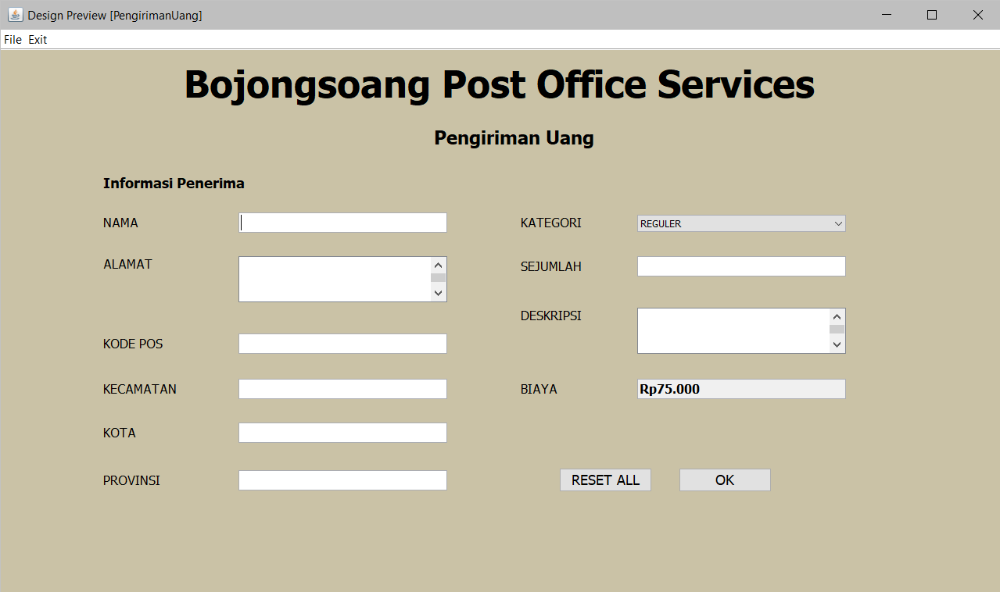 Design Preview [PengirimanUang]
File Exit
Bojongsoang Post Office Services
Pengiriman Uang
Informasi Penerima
NAMA
KATEGORI
REGULER
ALAMAT
SEJUMLAH
DESKRIPSI
KODE POS
KECAMATAN
BIAYA
Rp75.000
KOTA
PROVINSI
RESET ALL
OK